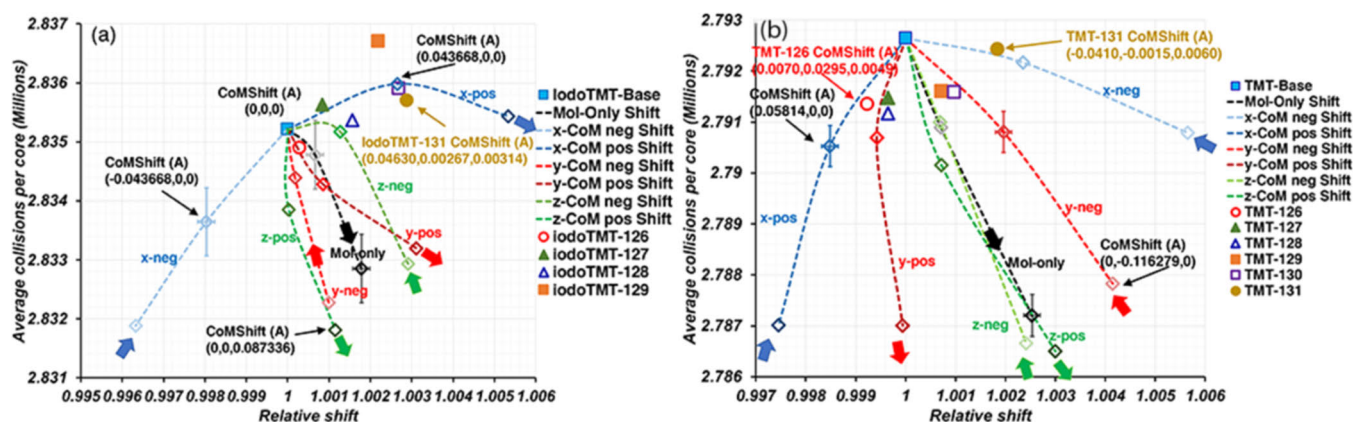 (a)
2.837
2.836
2.835
2.834
2.833
2.832
2.831
Average collisions per core (Millions)
0.995 0.996 0.997 0.998 0.999 1 1.001 1.002 1.003 1.004 1.005 1.006
Relative shift
CoMShift (A)
(0.043668,0,0)
CoMShift (A)
(0,0,0)
x-pos
IodoTMT-131 CoMShift (A)
(0.04630,0.00267,0.00314)
CoMShift (A)
(-0.043668,0,0)
z-neg
x-neg
z-pos
Mol-only
y-pos
y-neg
CoMShift (A)
(0,0,0.087336)
IodoTMT-Base
Mol-Only Shift
x-CoM neg Shift
x-CoM pos Shift
y-CoM neg Shift
y-CoM pos Shift
z-CoM neg Shift
z-CoM pos Shift
iodoTMT-126
iodoTMT-127
iodoTMT-128
iodoTMT-129
(b)
2.793
2.792
2.791
2.79
2.789
2.788
2.787
2.786
Average collisions per core (Millions)
0.997 0.998 0.999 1 1.001 1.002 1.003 1.004 1.005 1.006
Relative shift
TMT-126 CoMShift (A)
(0.0070,0.0295,0.0049)
CoMShift (A)
(0.05814,0,0)
TMT-131 CoMShift (A)
(-0.0410,-0.0015,0.0060)
x-neg
x-pos
y-neg
y-pos
Mol-only
CoMShift (A)
(0,-0.116279,0)
z-neg
z-pos
TMT-Base
Mol-Only Shift
x-CoM neg Shift
x-CoM pos Shift
y-CoM neg Shift
y-CoM pos Shift
z-CoM neg Shift
z-CoM pos Shift
TMT-126
TMT-127
TMT-128
TMT-129
TMT-130
TMT-131